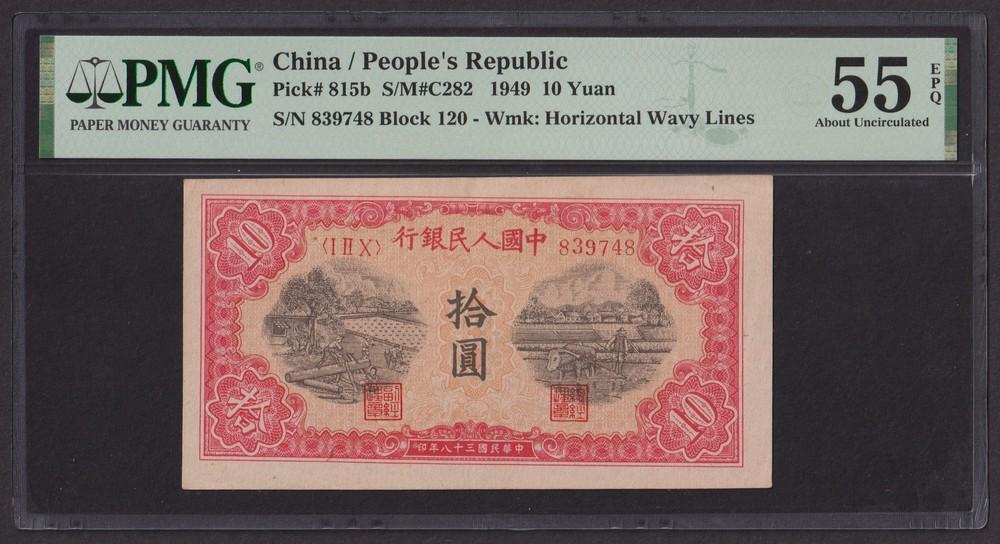 PMG®
PAPER MONEY GUARANTY
China / People's Republic
Pick# 815b S/M#C282 1949 10 Yuan
S/N 839748 Block 120 - Wmk: Horizontal Wavy Lines
55 EPQ
About Uncirculated
10
拾
行銀民人國中
〈I II X〉 839748
拾
圓
拾
10
印年八十三國民華中